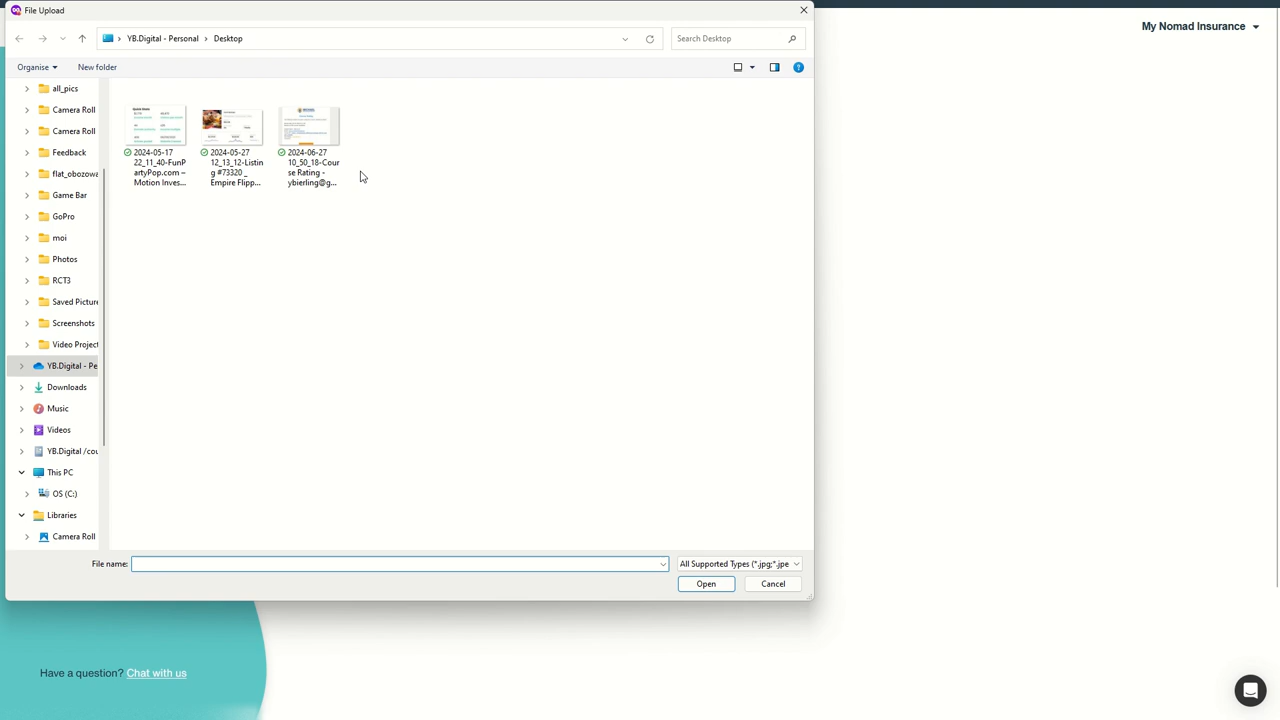 File Upload
My Nomad Insurance
YB.Digital - Personal > Desktop
Search Desktop
Organise
New folder
all_pics
Camera Roll
Camera Roll
Feedback
flat_obozowa
Game Bar
GoPro
moi
Photos
RCT3
Saved Picture
Screenshots
Video Project
YB.Digital - Pe
Downloads
Music
Videos
YB.Digital /cou
This PC
OS (C:)
Libraries
Camera Roll
2024-05-17
22_11_40-FunP
artyPop.com –
Motion Inves...
2024-05-27
12_13_12-Listin
g #73320 _
Empire Flipp...
2024-06-27
10_50_18-Cour
se Rating -
ybierling@g...
File name:
All Supported Types (*.jpg;*.jpe
Open
Cancel
Have a question? Chat with us